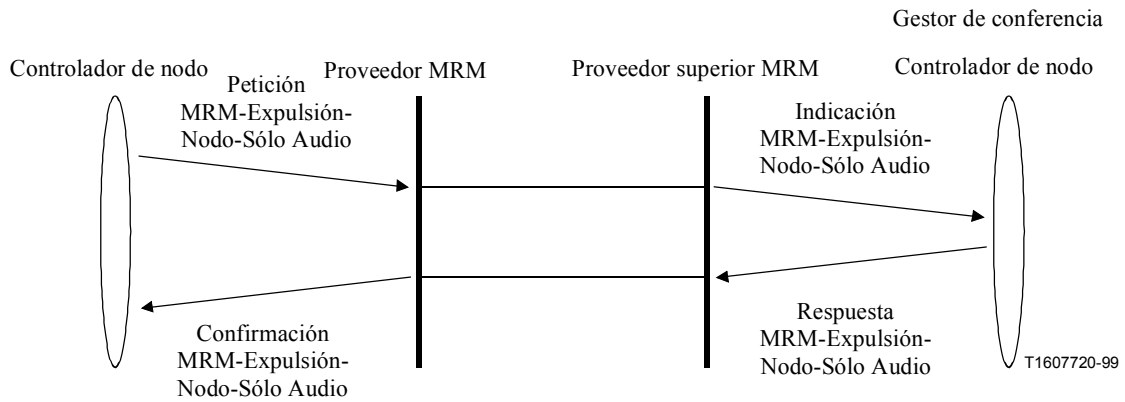 Gestor de conferencia
Controlador de nodo
Proveedor MRM
Proveedor superior MRM
Controlador de nodo
Petición
MRM-Expulsión-
Nodo-Sólo Audio
Indicación
MRM-Expulsión-
Nodo-Sólo Audio
Confirmación
MRM-Expulsión-
Nodo-Sólo Audio
Respuesta
MRM-Expulsión-
Nodo-Sólo Audio
T1607720-99